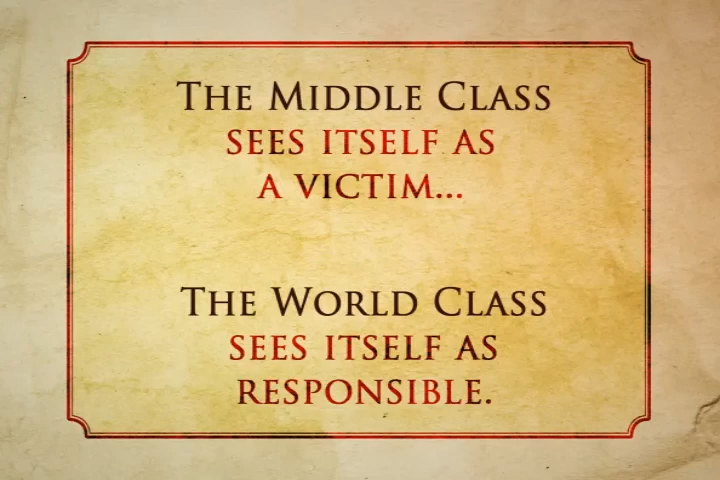 The Middle Class
sees itself as
a victim...
The World Class
sees itself as
responsible.